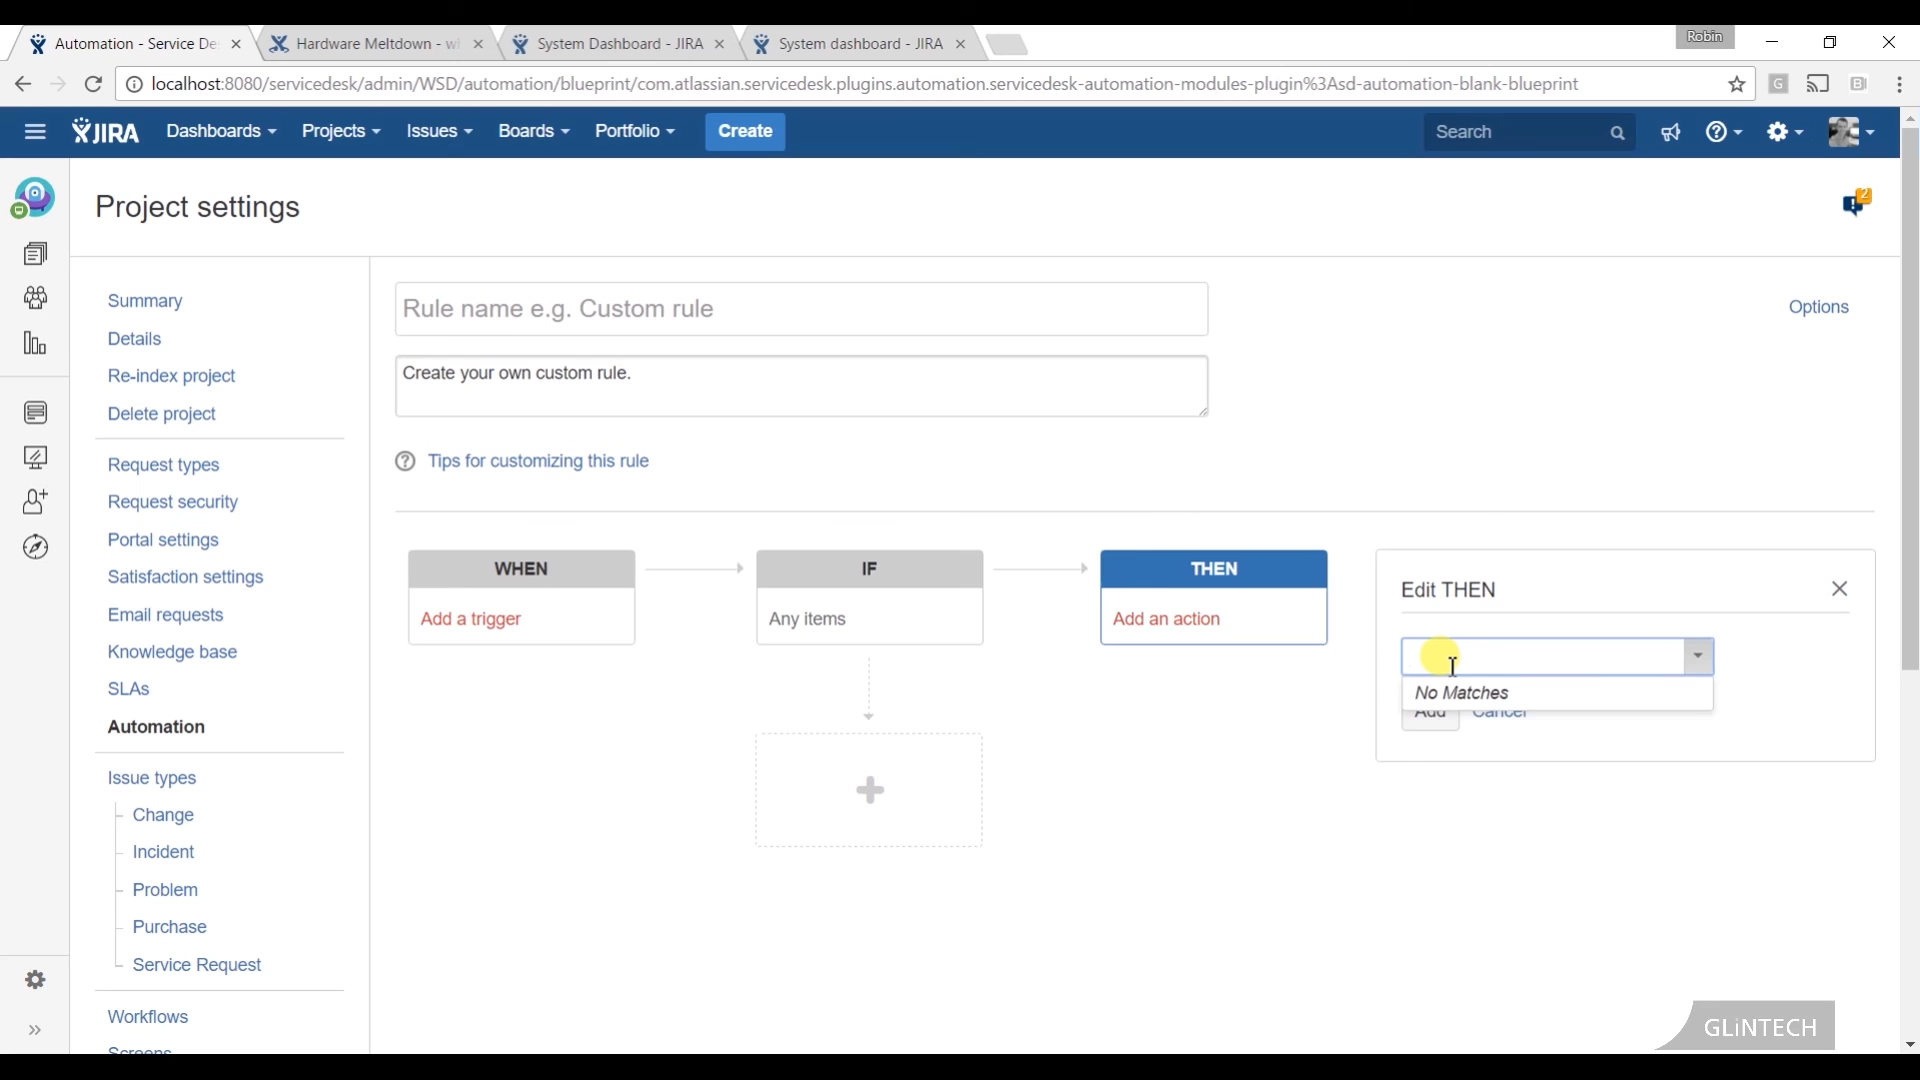 Automation - Service De
Hardware Meltdown - w
System Dashboard - JIRA
System dashboard - JIRA
Robin
localhost:8080/servicedesk/admin/WSD/automation/blueprint/com.atlassian.servicedesk.plugins.automation.servicedesk-automation-modules-plugin%3Asd-automation-blank-blueprint
JIRA
Dashboards
Projects
Issues
Boards
Portfolio
Create
Search
Project settings
2
Summary
Details
Re-index project
Delete project
Request types
Request security
Portal settings
Satisfaction settings
Email requests
Knowledge base
SLAs
Automation
Issue types
Change
Incident
Problem
Purchase
Service Request
Workflows
Screens
Rule name e.g. Custom rule
Options
Create your own custom rule.
Tips for customizing this rule
WHEN
Add a trigger
IF
Any items
THEN
Add an action
Edit THEN
No Matches
Add
Cancel
GLiNTECH